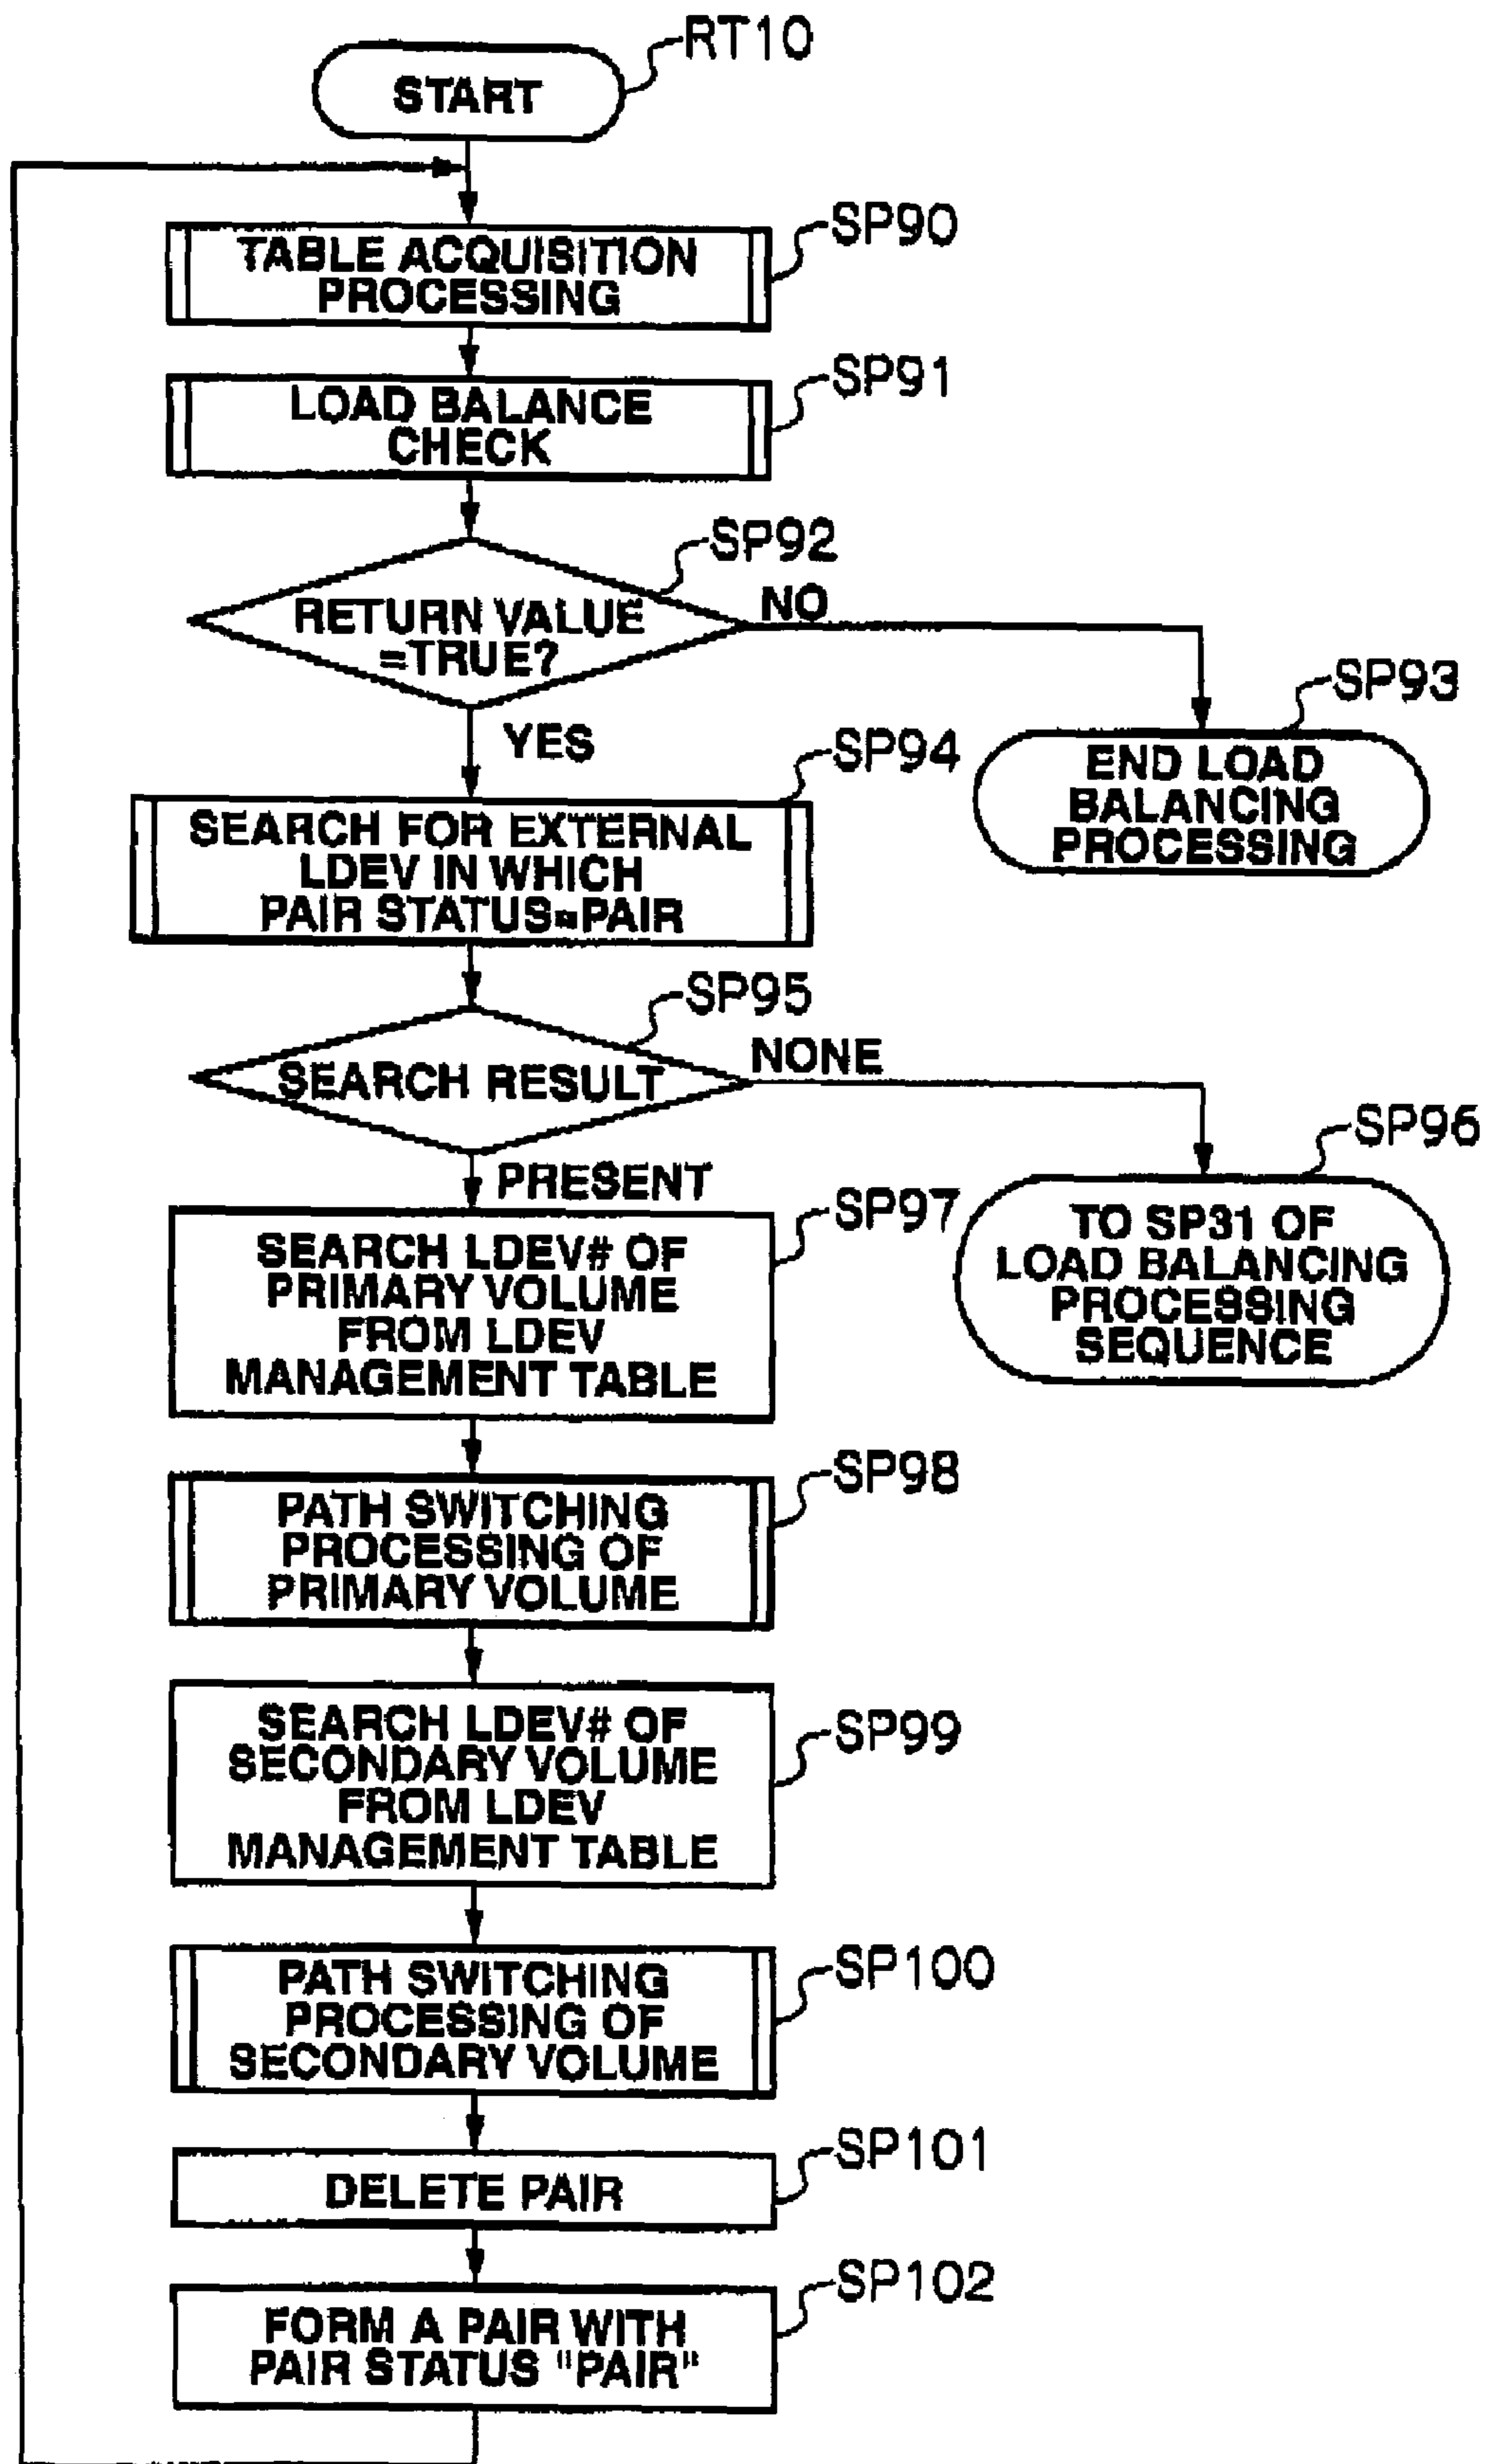 RT10
START
SP90
TABLE ACQUISITION
PROCESSING
SP91
LOAD BALANCE
CHECK
SP92
RETURN VALUE
=TRUE?
NO
YES
SP93
END LOAD
BALANCING
PROCESSING
SP94
SEARCH FOR EXTERNAL
LDEV IN WHICH
PAIR STATUS=PAIR
SP95
SEARCH RESULT
NONE
PRESENT
SP96
TO SP31 OF
LOAD BALANCING
PROCESSING
SEQUENCE
SP97
SEARCH LDEV# OF
PRIMARY VOLUME
FROM LDEV
MANAGEMENT TABLE
SP98
PATH SWITCHING
PROCESSING OF
PRIMARY VOLUME
SP99
SEARCH LDEV# OF
SECONDARY VOLUME
FROM LDEV
MANAGEMENT TABLE
SP100
PATH SWITCHING
PROCESSING OF
SECONDARY VOLUME
SP101
DELETE PAIR
SP102
FORM A PAIR WITH
PAIR STATUS "PAIR"